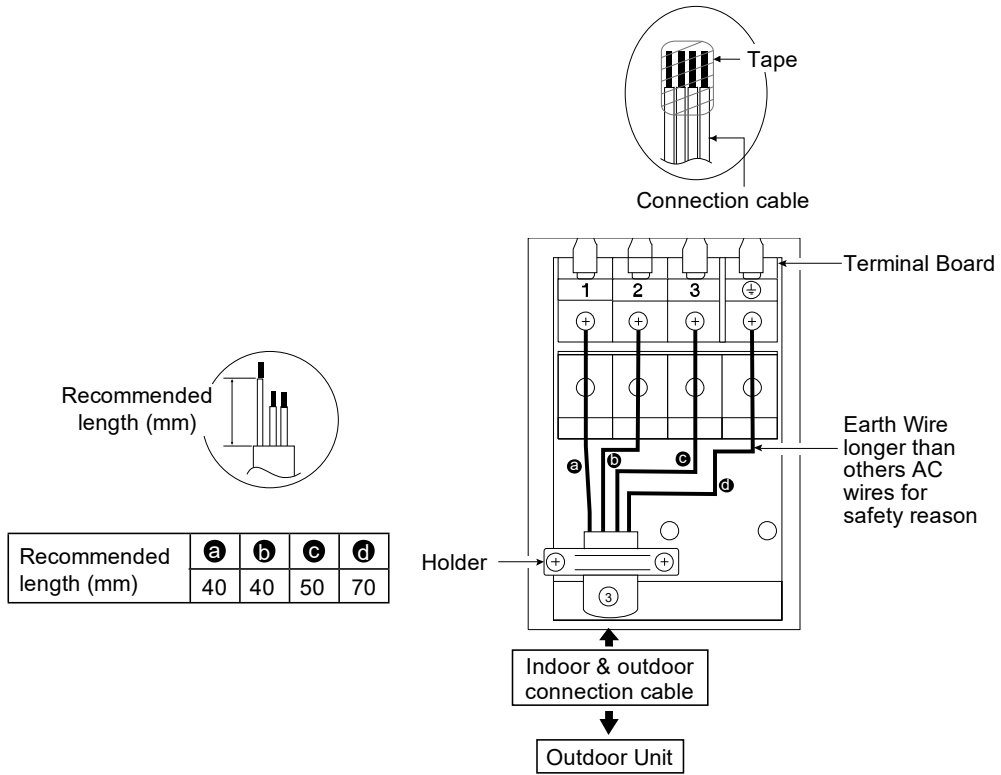 Tape
Connection cable
Terminal Board
1 2 3
Recommended
length (mm)
Earth Wire
longer than
others AC
wires for
safety reason
a b c d
Recommended
length (mm)
a b c d
40 40 50 70
Holder
3
Indoor & outdoor
connection cable
Outdoor Unit